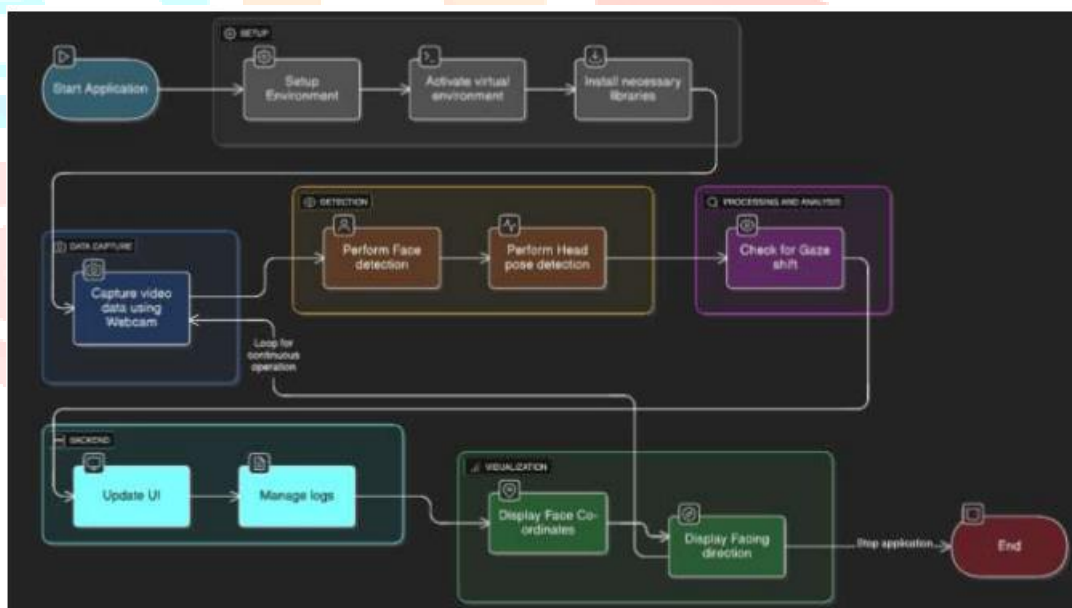 SETUP
Start Application
Setup
Environment
Activate virtual
environment
Install necessary
libraries
DETECTION
PROCESSING AND ANALYSIS
DATA CAPTURE
Perform Face
detection
Perform Head
pose detection
Check for Gaze
shift
Capture video
data using
Webcam
Loop for
continuous
operation
BACKEND
VISUALIZATION
Update UI
Manage logs
Display Face Co-
ordinates
Display Facing
direction
Stop application
End